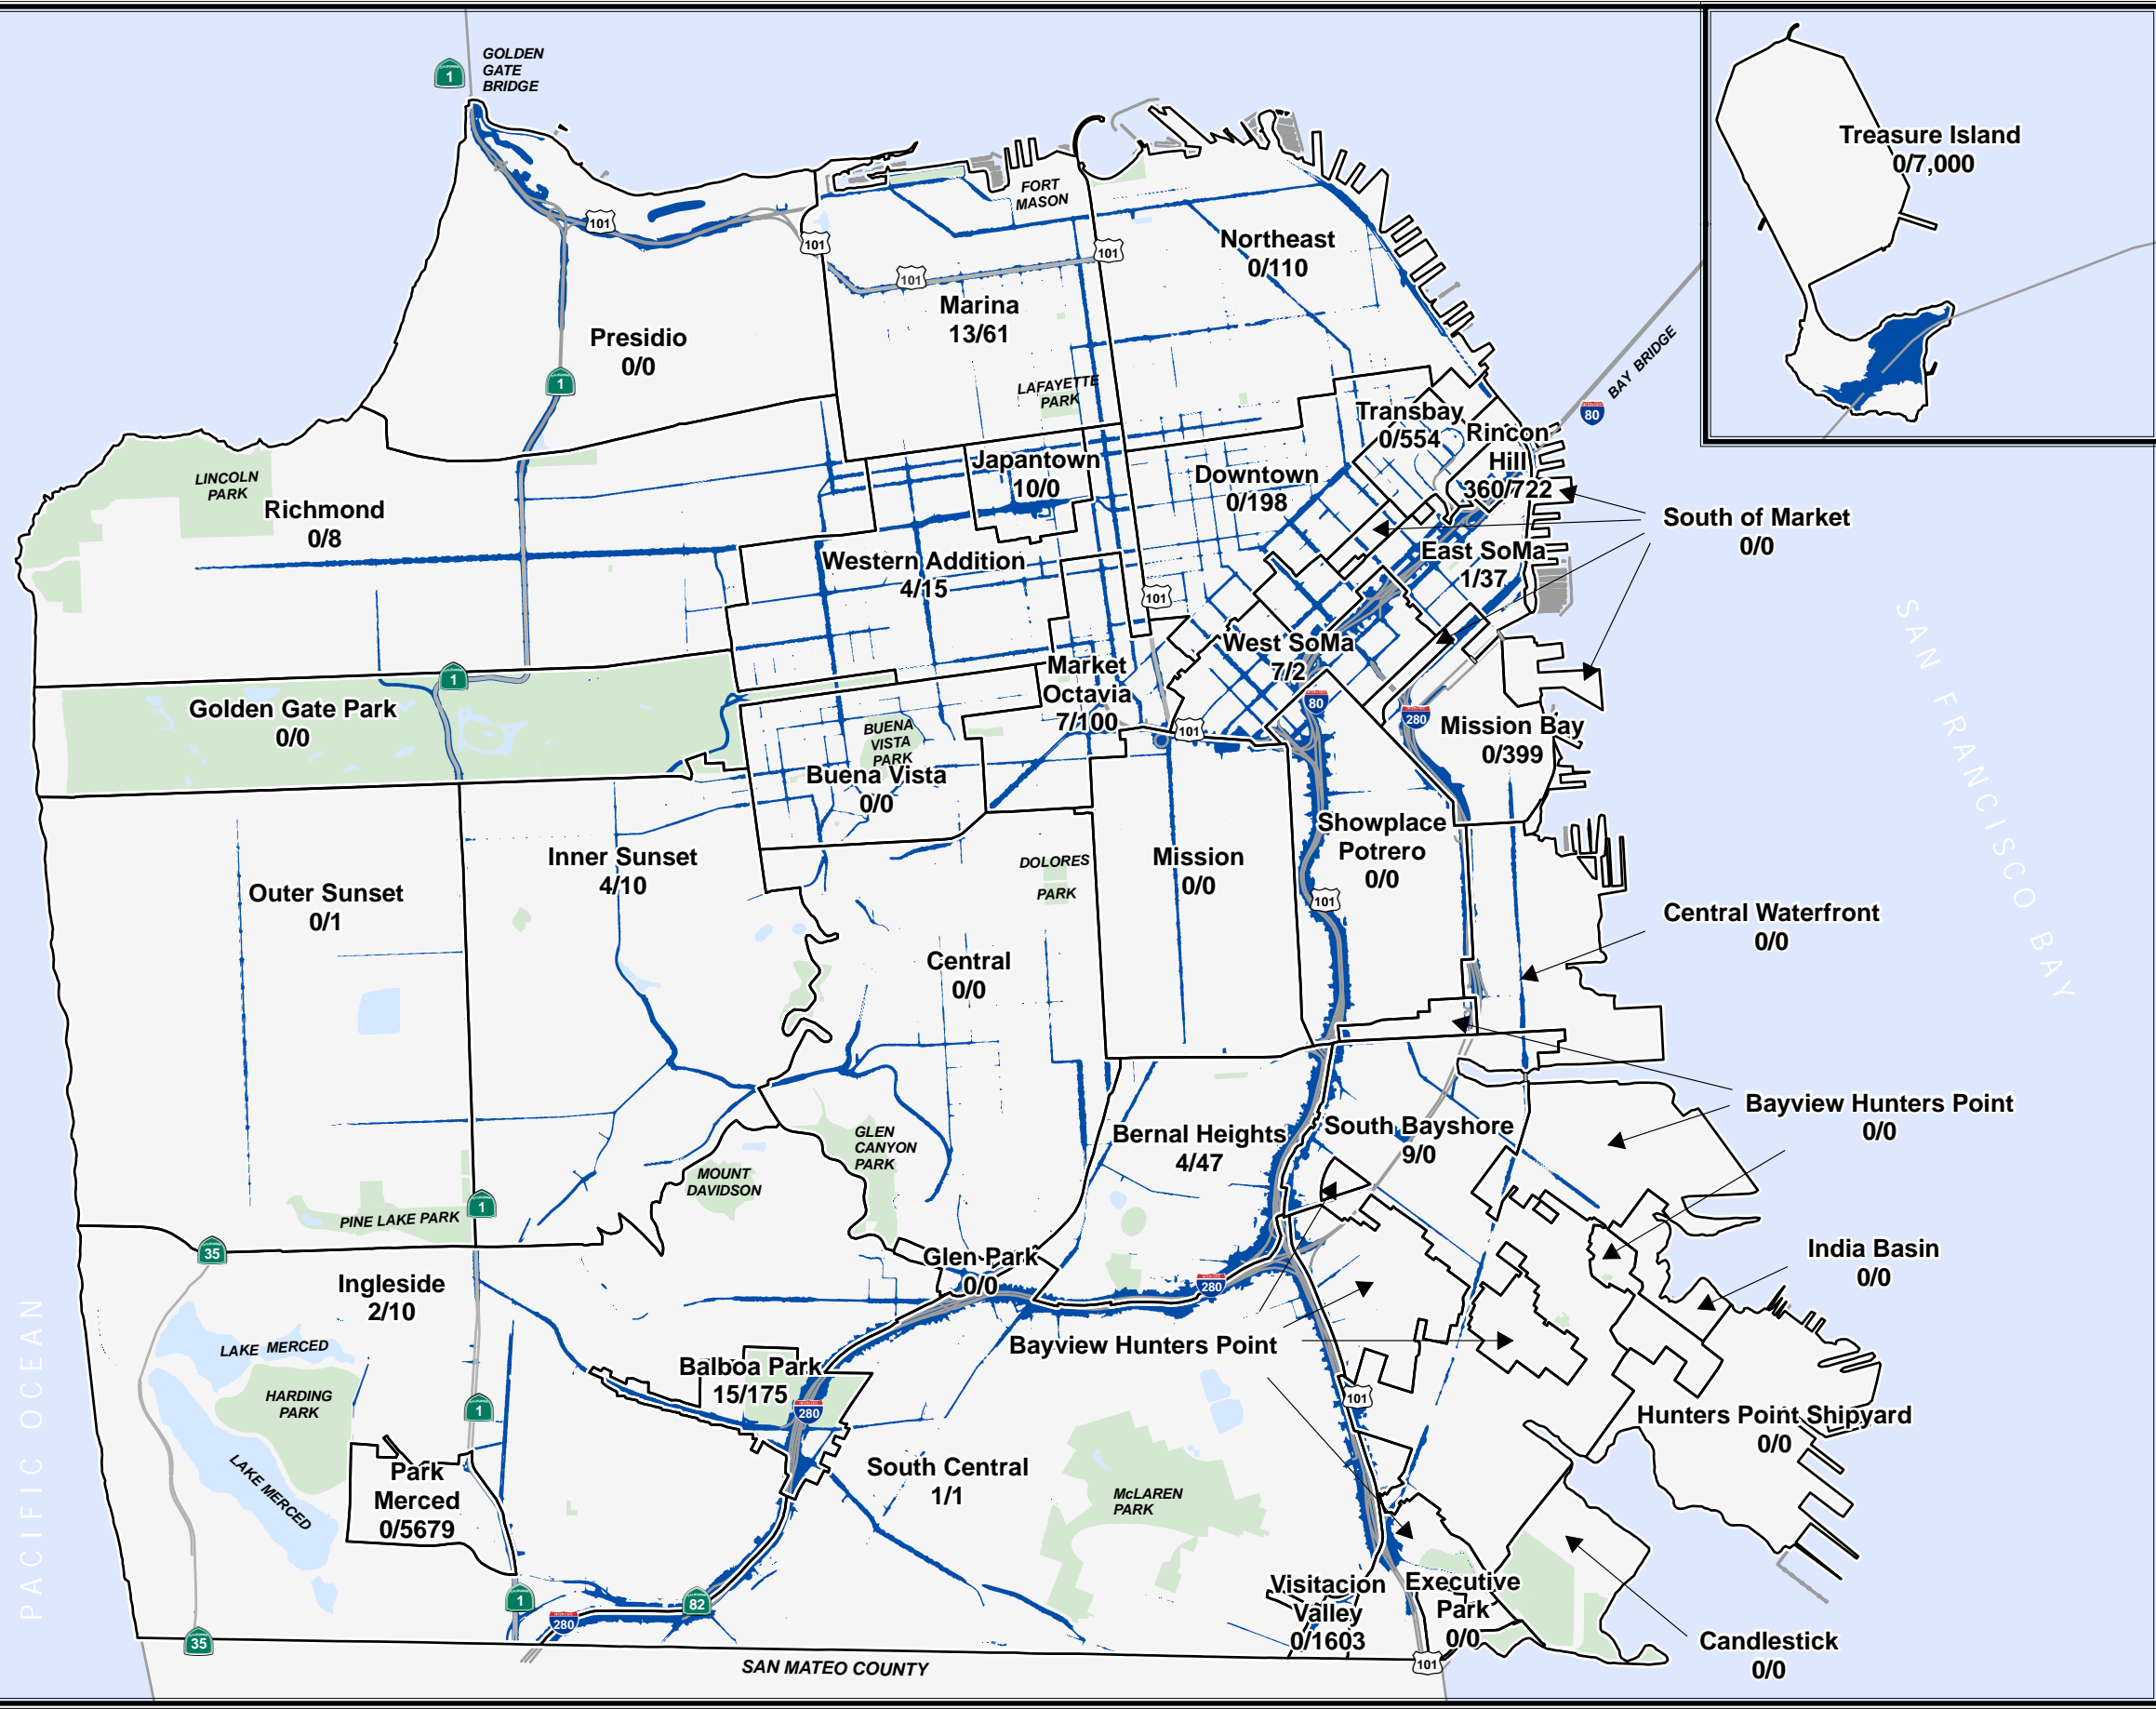 GOLDEN
GATE
BRIDGE
1
Treasure Island
0/7,000
FORT
MASON
101
101
101
101
Northeast
0/110
Marina
13/61
Presidio
0/0
1
LAFAYETTE
PARK
BAY BRIDGE
80
Transbay
0/554
Rincon
Hill
360/722
Japantown
10/0
Downtown
0/198
LINCOLN
PARK
Richmond
0/8
South of Market
0/0
East SoMa
1/37
Western Addition
4/15
101
West SoMa
7/2
Market
Octavia
7/100
1
80
280
101
Golden Gate Park
0/0
BUENA
VISTA
PARK
Buena Vista
0/0
Mission Bay
0/399
SAN FRANCISCO BAY
Showplace
Potrero
0/0
Inner Sunset
4/10
Outer Sunset
0/1
DOLORES
PARK
Mission
0/0
101
Central Waterfront
0/0
Central
0/0
Bayview Hunters Point
0/0
GLEN
CANYON
PARK
Bernal Heights
4/47
South Bayshore
9/0
MOUNT
DAVIDSON
PINE LAKE PARK
1
35
Glen Park
0/0
280
India Basin
0/0
Ingleside
2/10
LAKE MERCED
Bayview Hunters Point
Balboa Park
15/175
280
HARDING
PARK
1
101
Hunters Point Shipyard
0/0
PACIFIC OCEAN
LAKE MERCED
Park
Merced
0/5679
South Central
1/1
McLAREN
PARK
Visitacion
Valley
0/1603
Executive
Park
0/0
1
280
82
35
101
Candlestick
0/0
SAN MATEO COUNTY